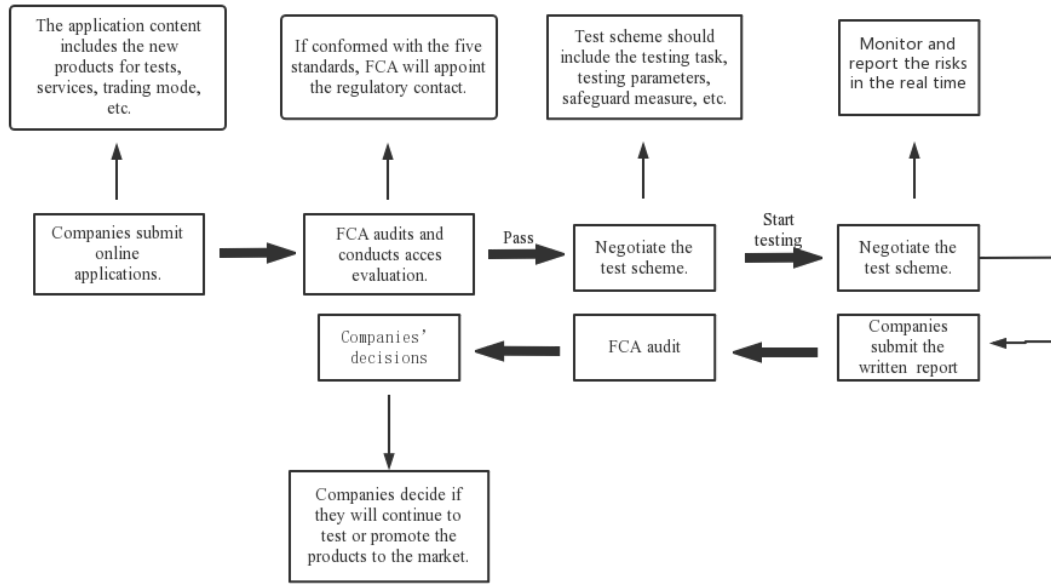 The application content
includes the new
products for tests,
services, trading mode,
etc.
If conformed with the five
standards, FCA will appoint
the regulatory contact.
Test scheme should
include the testing task,
testing parameters,
safeguard measure, etc.
Monitor and
report the risks
in the real time
Companies submit
online
applications.
FCA audits and
conducts acces
evaluation.
Pass
Negotiate the
test scheme.
Start
testing
Negotiate the
test scheme.
Companies'
decisions
FCA audit
Companies
submit the
written report
Companies decide if
they will continue to
test or promote the
products to the market.